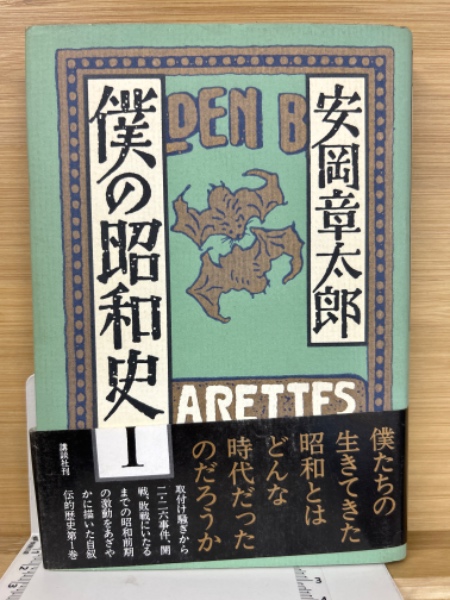 安岡章太郎
僕の昭和史
I
DEN B
ARETTES
僕たちの
生きてきた
昭和とは
どんな
時代だった
のだろうか
取付け騒ぎから
二・二六事件、開
戦、敗戦にいたる
までの昭和前期
の激動をあざや
かに描いた自叙
伝的歴史第1巻
講談社刊
3
4